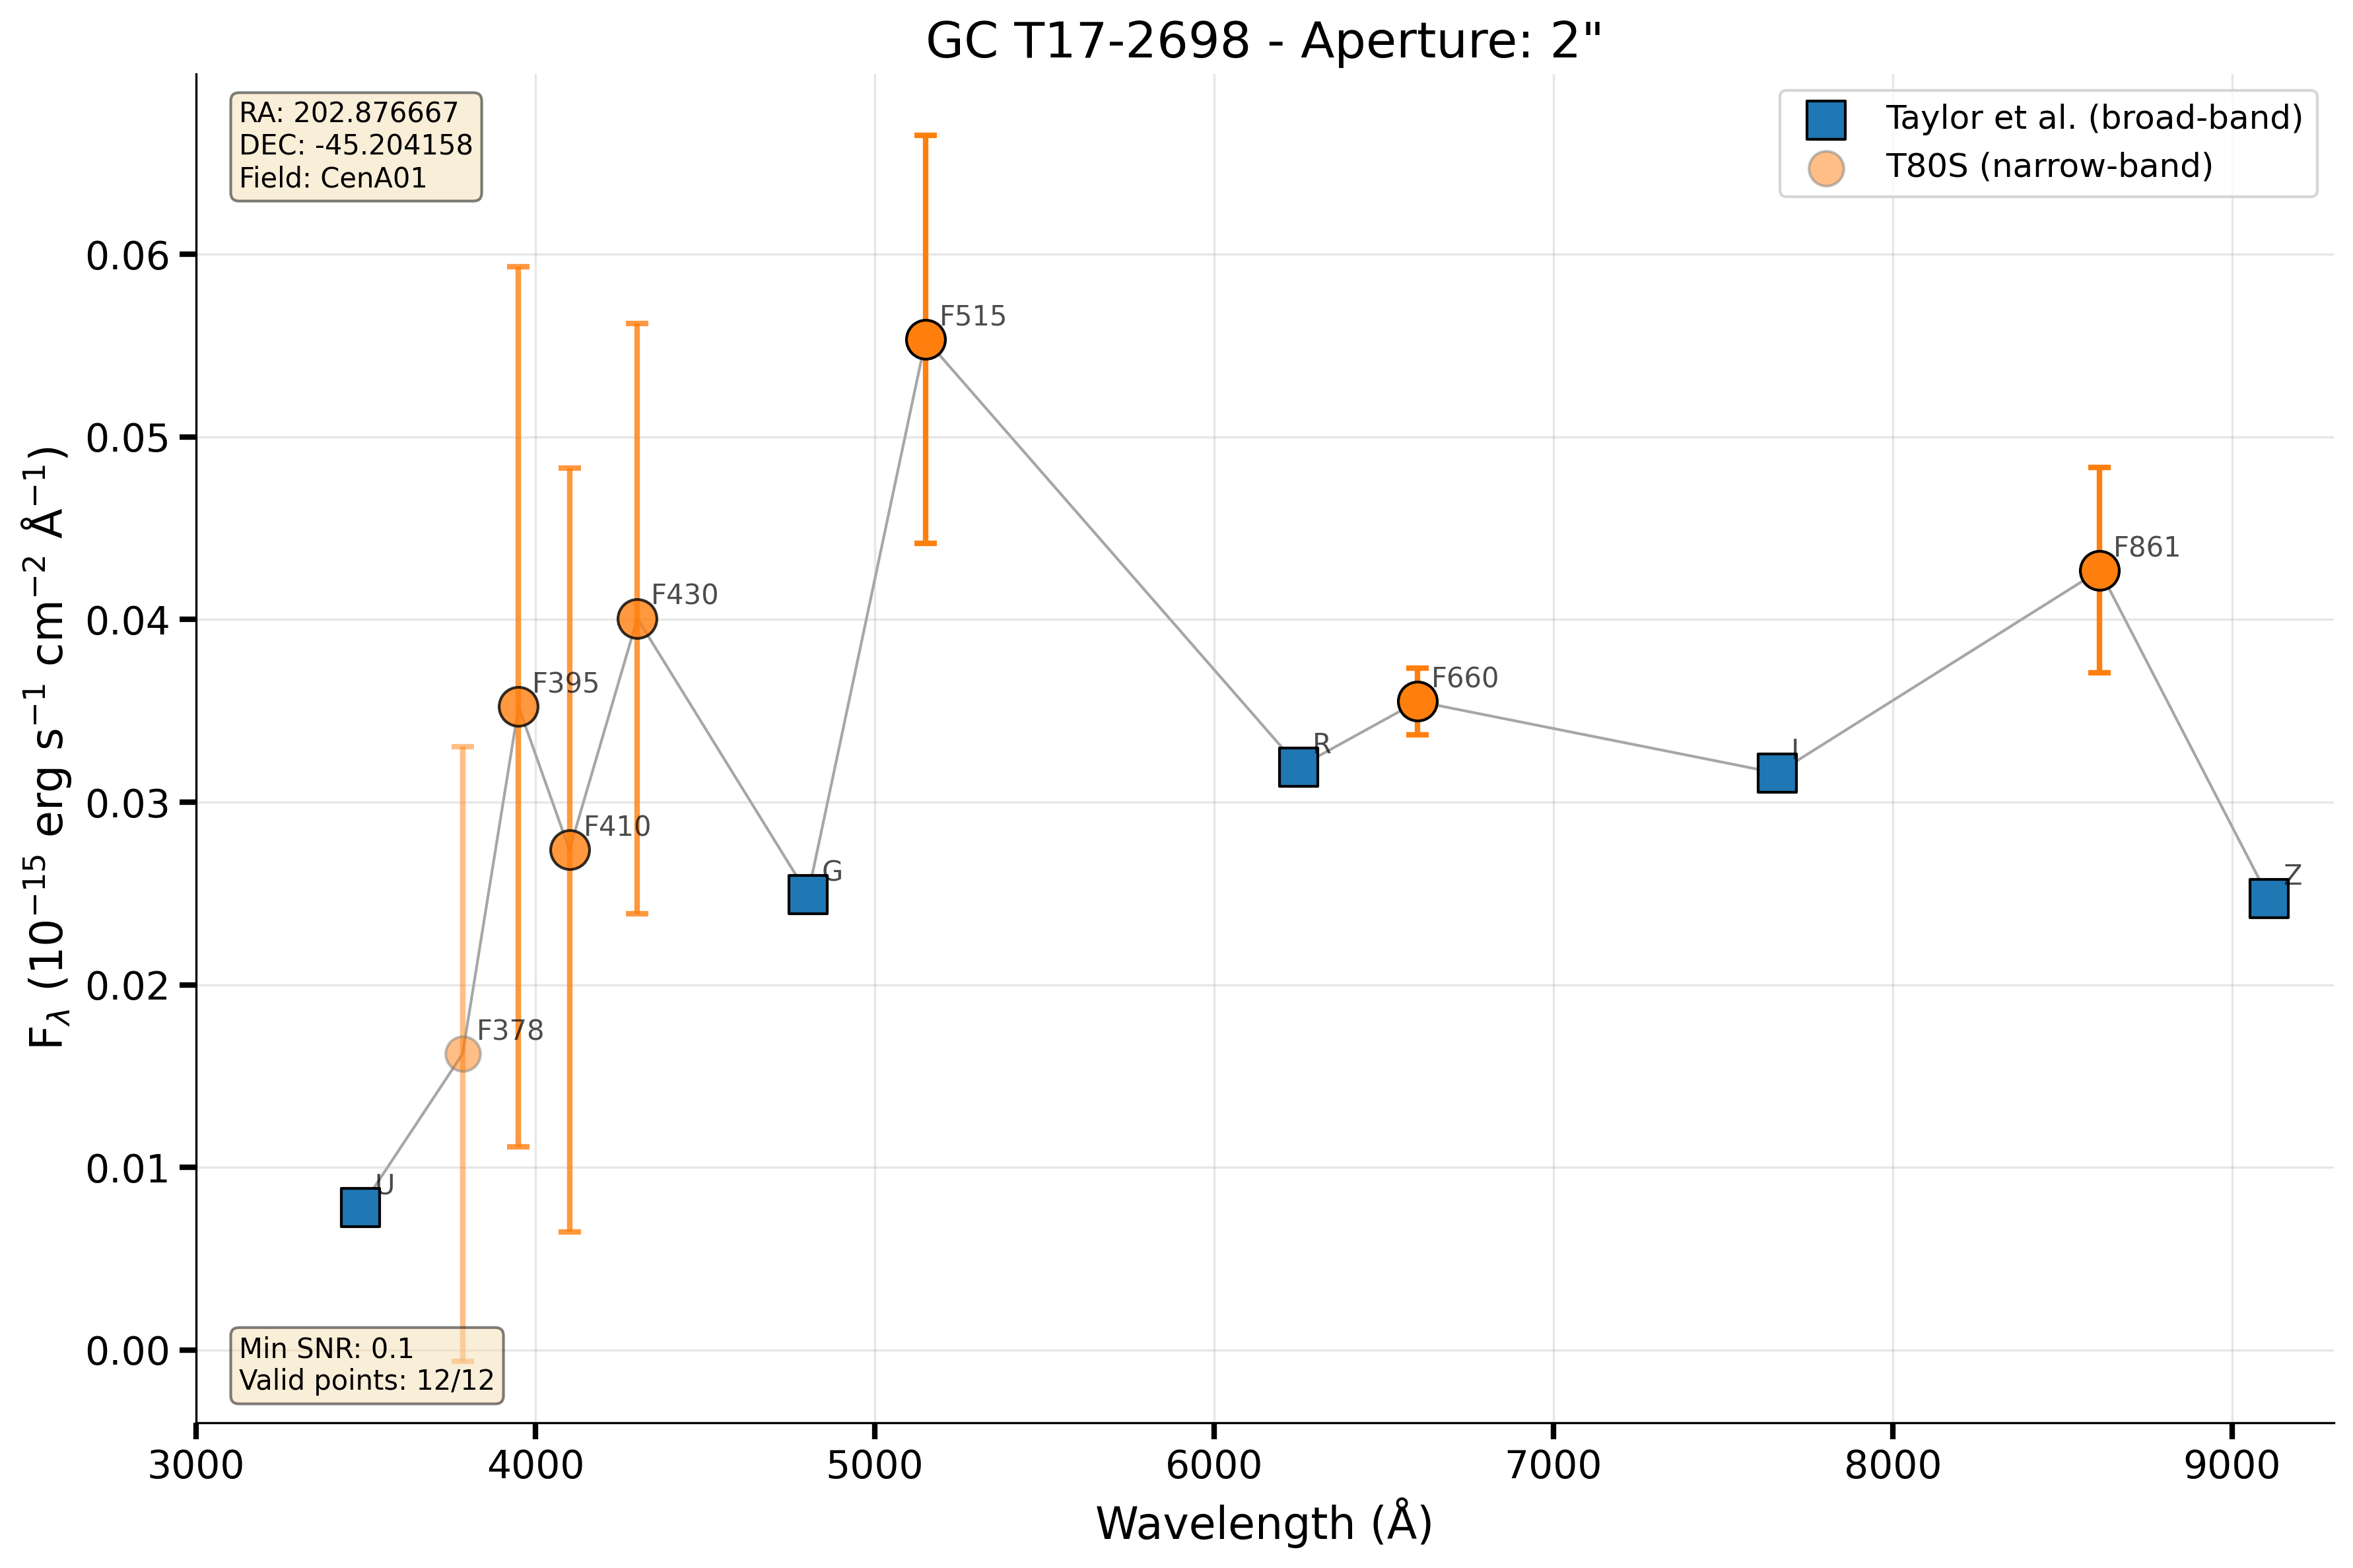 GC T17-2698 - Aperture: 2"
RA: 202.876667
DEC: -45.204158
Field: CenA01
Taylor et al. (broad-band)
T80S (narrow-band)
F_λ (10⁻¹⁵ erg s⁻¹ cm⁻² Å⁻¹)
0.06
0.05
0.04
0.03
0.02
0.01
0.00
U
F378
F395
F410
F430
G
F515
R
F660
I
F861
Z
Min SNR: 0.1
Valid points: 12/12
3000
4000
5000
6000
7000
8000
9000
Wavelength (Å)